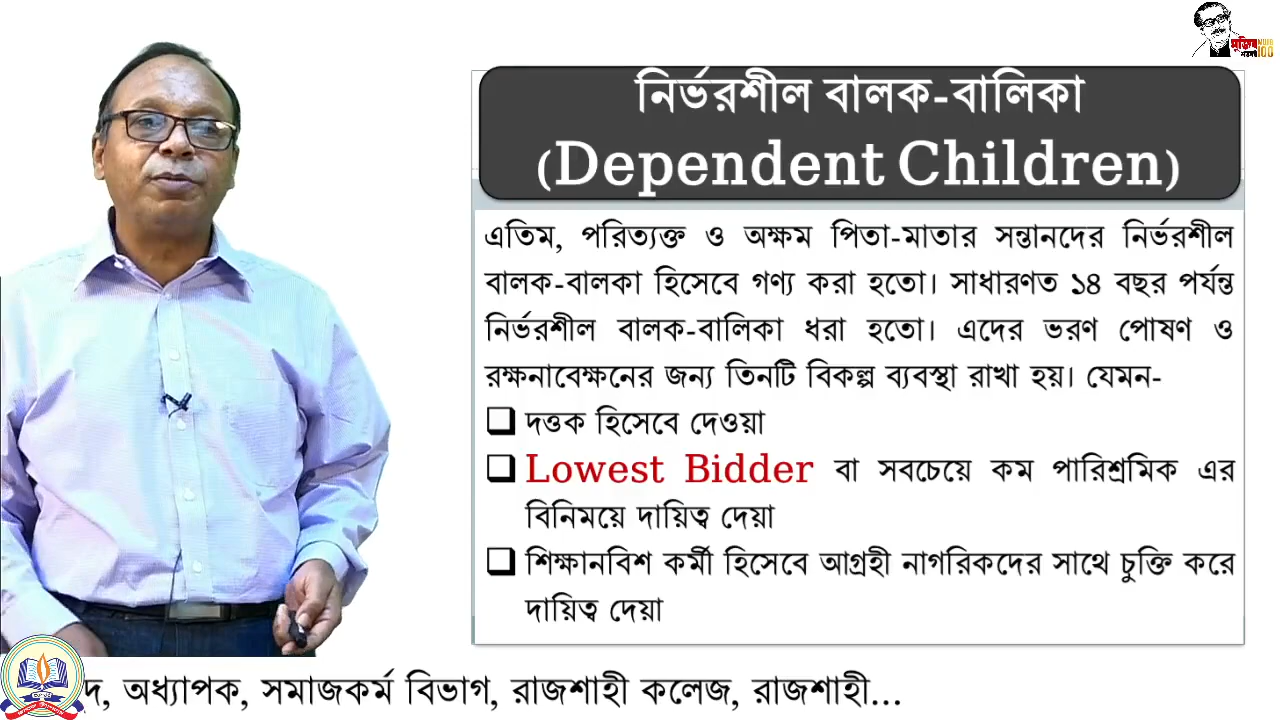 নির্ভরশীল বালক-বালিকা
(Dependent Children)
এতিম, পরিত্যক্ত ও অক্ষম পিতা-মাতার সন্তানদের নির্ভরশীল
বালক-বালকা হিসেবে গণ্য করা হতো। সাধারণত ১৪ বছর পর্যন্ত
নির্ভরশীল বালক-বালিকা ধরা হতো। এদের ভরণ পোষণ ও
রক্ষনাবেক্ষনের জন্য তিনটি বিকল্প ব্যবস্থা রাখা হয়। যেমন-
❑ দত্তক হিসেবে দেওয়া
❑ Lowest Bidder বা সবচেয়ে কম পারিশ্রমিক এর
বিনিময়ে দায়িত্ব দেয়া
❑ শিক্ষানবিশ কর্মী হিসেবে আগ্রহী নাগরিকদের সাথে চুক্তি করে
দায়িত্ব দেয়া
দ, অধ্যাপক, সমাজকর্ম বিভাগ, রাজশাহী কলেজ, রাজশাহী...